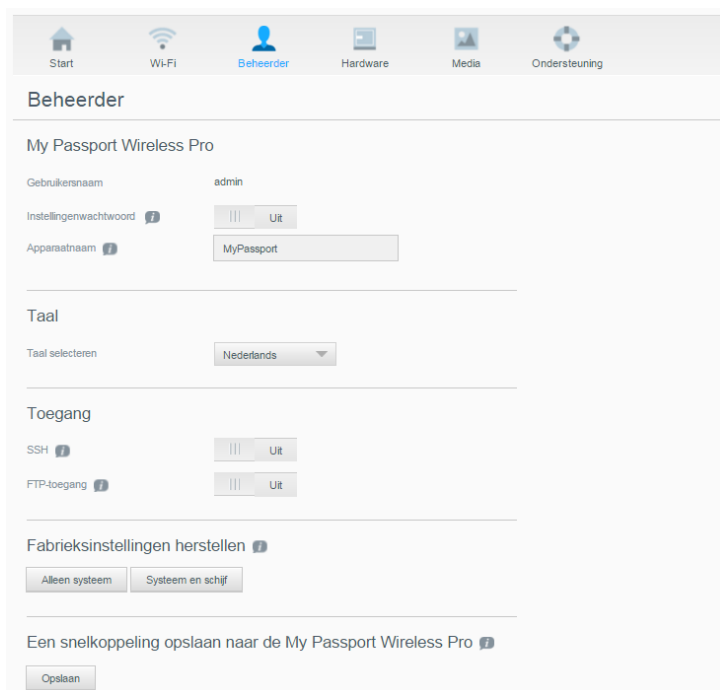 Start Wi-Fi Beheerder Hardware Media Ondersteuning
Beheerder
My Passport Wireless Pro
Gebruikersnaam admin
Instellingenwachtwoord i Uit
Apparaatnaam i MyPassport
Taal
Taal selecteren Nederlands
Toegang
SSH i Uit
FTP-toegang i Uit
Fabrieksinstellingen herstellen i
Alleen systeem Systeem en schijf
Een snelkoppeling opslaan naar de My Passport Wireless Pro i
Opslaan